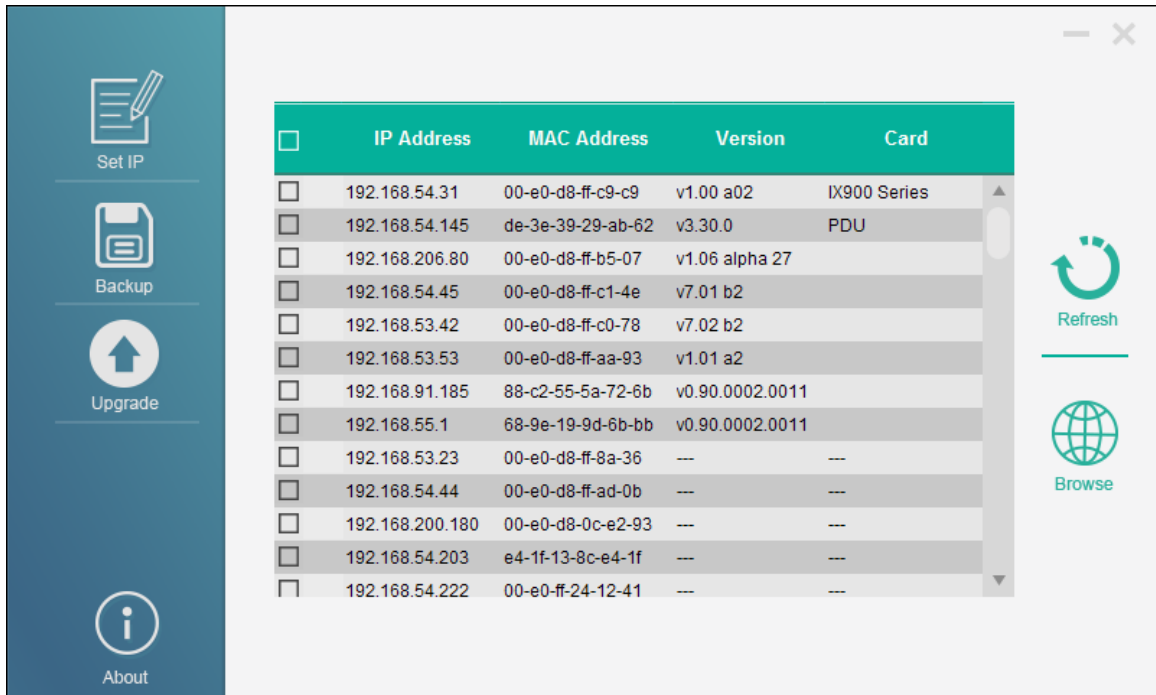 Set IP
Backup
Upgrade
About
IP Address MAC Address Version Card
192.168.54.31 00-e0-d8-ff-c9-c9 v1.00 a02 IX900 Series
192.168.54.145 de-3e-39-29-ab-62 v3.30.0 PDU
192.168.206.80 00-e0-d8-ff-b5-07 v1.06 alpha 27
192.168.54.45 00-e0-d8-ff-c1-4e v7.01 b2
192.168.53.42 00-e0-d8-ff-c0-78 v7.02 b2
192.168.53.53 00-e0-d8-ff-aa-93 v1.01 a2
192.168.91.185 88-c2-55-5a-72-6b v0.90.0002.0011
192.168.55.1 68-9e-19-9d-6b-bb v0.90.0002.0011
192.168.53.23 00-e0-d8-ff-8a-36 --- ---
192.168.54.44 00-e0-d8-ff-ad-0b --- ---
192.168.200.180 00-e0-d8-0c-e2-93 --- ---
192.168.54.203 e4-1f-13-8c-e4-1f --- ---
192.168.54.222 00-e0-ff-24-12-41 --- ---
Refresh
Browse